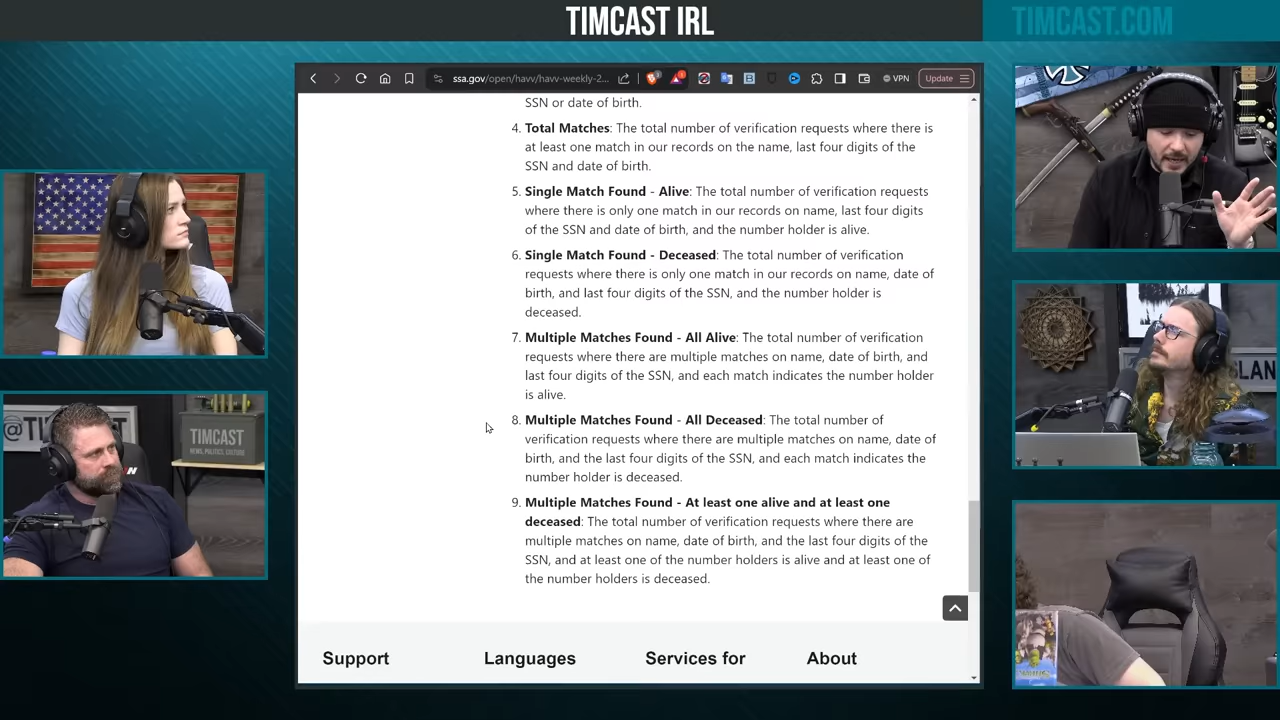 TIMCAST IRL
TIMCAST.COM
ssa.gov/open/havv/havv-weekly-2...
VPN
Update
SSN or date of birth.
4. Total Matches: The total number of verification requests where there is
at least one match in our records on the name, last four digits of the
SSN and date of birth.
5. Single Match Found - Alive: The total number of verification requests
where there is only one match in our records on name, last four digits
of the SSN and date of birth, and the number holder is alive.
6. Single Match Found - Deceased: The total number of verification
requests where there is only one match in our records on name, date of
birth, and last four digits of the SSN, and the number holder is
deceased.
7. Multiple Matches Found - All Alive: The total number of verification
requests where there are multiple matches on name, date of birth, and
last four digits of the SSN, and each match indicates the number holder
is alive.
8. Multiple Matches Found - All Deceased: The total number of
verification requests where there are multiple matches on name, date of
birth, and the last four digits of the SSN, and each match indicates the
number holder is deceased.
9. Multiple Matches Found - At least one alive and at least one
deceased: The total number of verification requests where there are
multiple matches on name, date of birth, and the last four digits of the
SSN, and at least one of the number holders is alive and at least one of
the number holders is deceased.
Support
Languages
Services for
About
@TI
TIMCAST
NEWS. POLITICS. CULTURE.